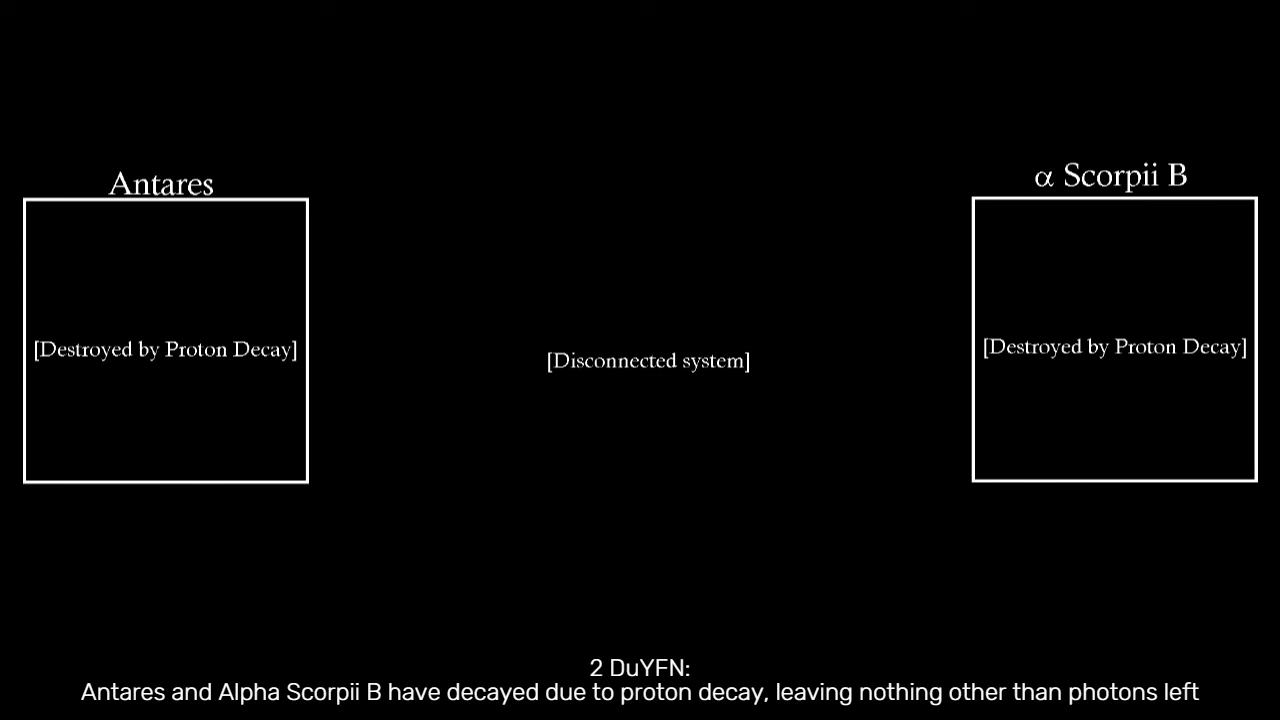 Antares
α Scorpii B
[Destroyed by Proton Decay]
[Disconnected system]
[Destroyed by Proton Decay]
2 DuYFN:
Antares and Alpha Scorpii B have decayed due to proton decay, leaving nothing other than photons left